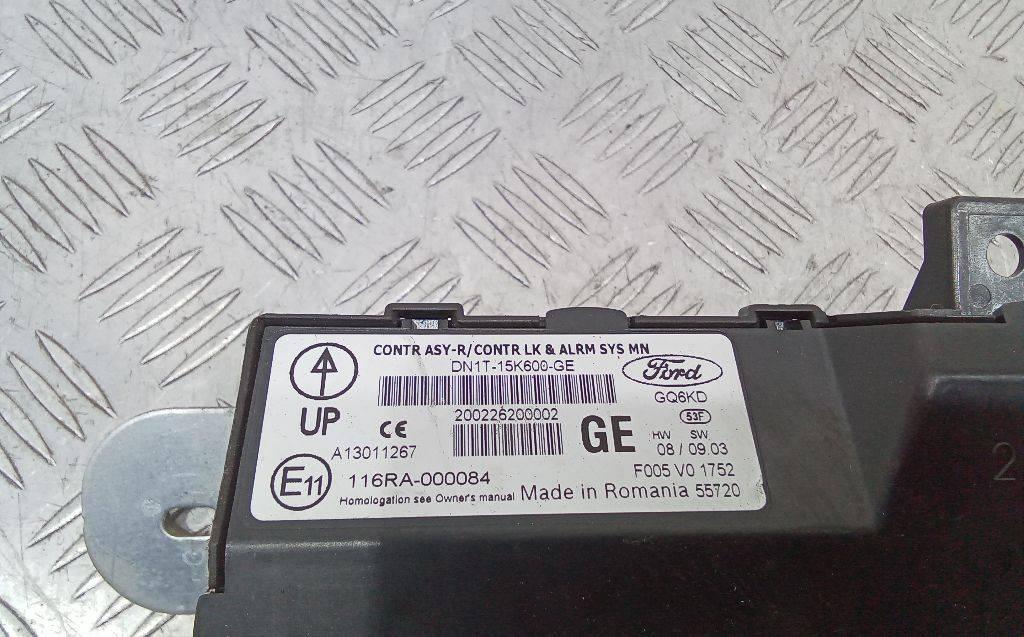 CONTR ASY-R/CONTR LK & ALRM SYS MN
DN1T-15K600-GE
Ford
GQ6KD
UP
CE
200226200002
GE
53F
HW SW
08 / 09.03
A13011267
F005 V0 1752
E11
116RA-000084
Homologation see Owner's manual
Made in Romania 55720
2